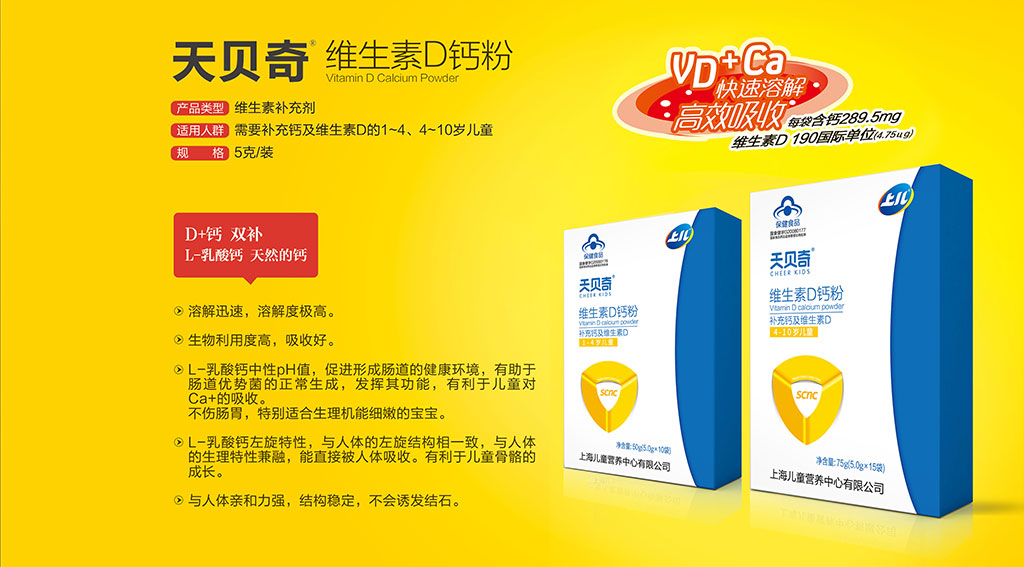 天贝奇® 维生素D钙粉
Vitamin D Calcium Powder
产品类型 维生素补充剂
适用人群 需要补充钙及维生素D的1~4、4~10岁儿童
规 格 5克/装
VD+Ca
快速溶解
高效吸收
每袋含钙289.5mg
维生素D 190国际单位(4.75ug)
D+钙 双补
L-乳酸钙 天然的钙
溶解迅速，溶解度极高。
生物利用度高，吸收好。
L-乳酸钙中性pH值，促进形成肠道的健康环境，有助于
肠道优势菌的正常生成，发挥其功能，有利于儿童对
Ca+的吸收。
不伤肠胃，特别适合生理机能细嫩的宝宝。
L-乳酸钙左旋特性，与人体的左旋结构相一致，与人体
的生理特性兼融，能直接被人体吸收。有利于儿童骨骼的
成长。
与人体亲和力强，结构稳定，不会诱发结石。
上儿
保健食品
天贝奇®
CHEER KIDS
维生素D钙粉
Vitamin D calcium powder
补充钙及维生素D
1-4岁儿童
SCNC
净含量: 50g(5.0g×10袋)
上海儿童营养中心有限公司
上儿
保健食品
天贝奇®
CHEER KIDS
维生素D钙粉
Vitamin D calcium powder
补充钙及维生素D
4-10岁儿童
SCNC
净含量: 75g(5.0g×15袋)
上海儿童营养中心有限公司